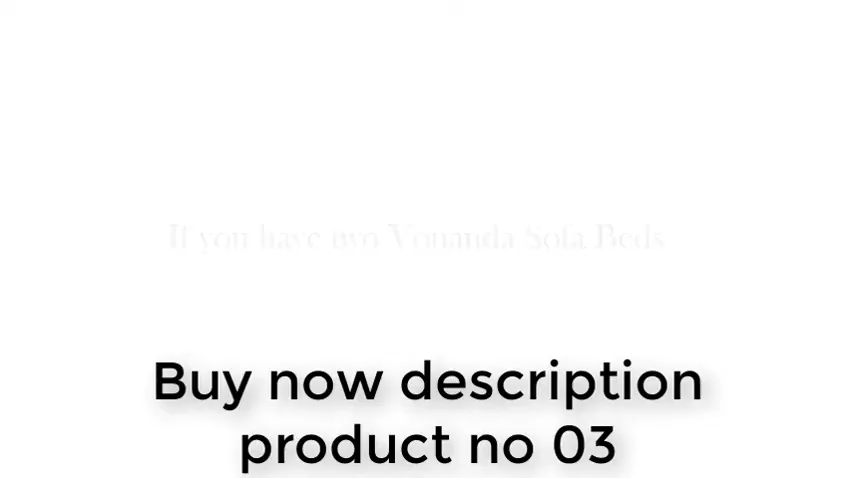 If you have two Vonanda Sofa Beds
Buy now description
product no 03